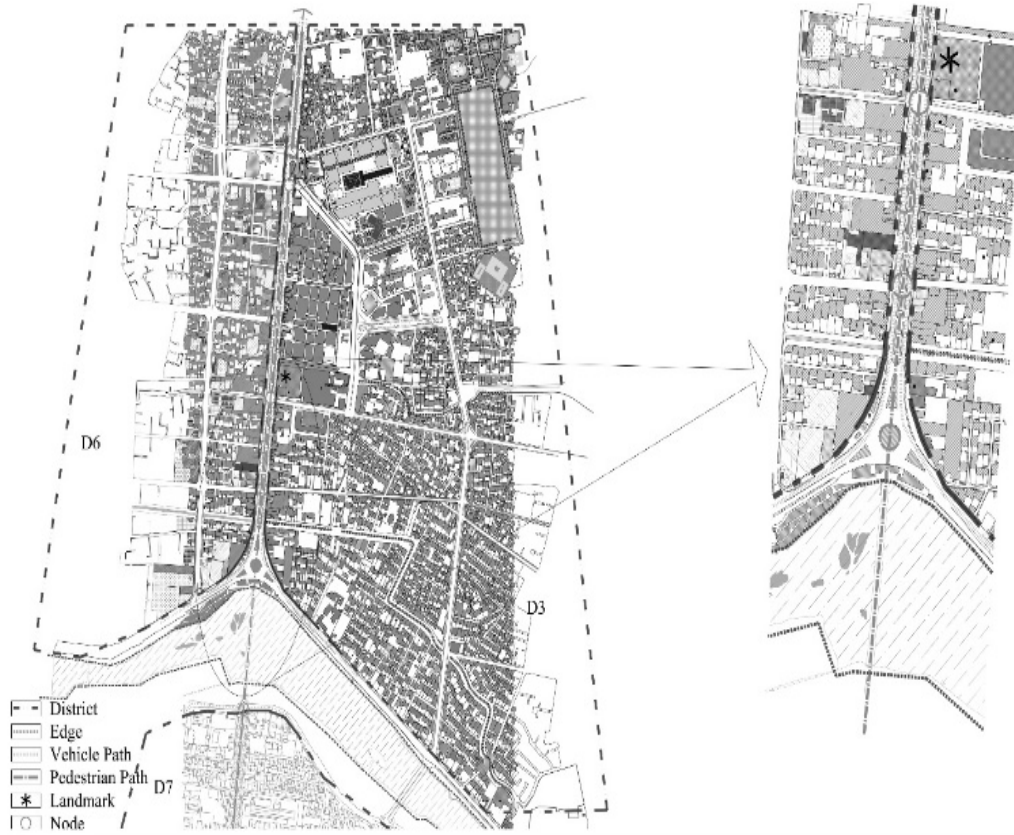 D6
D3
District
Edge
Vehicle Path
Pedestrian Path
Landmark
Node
D7